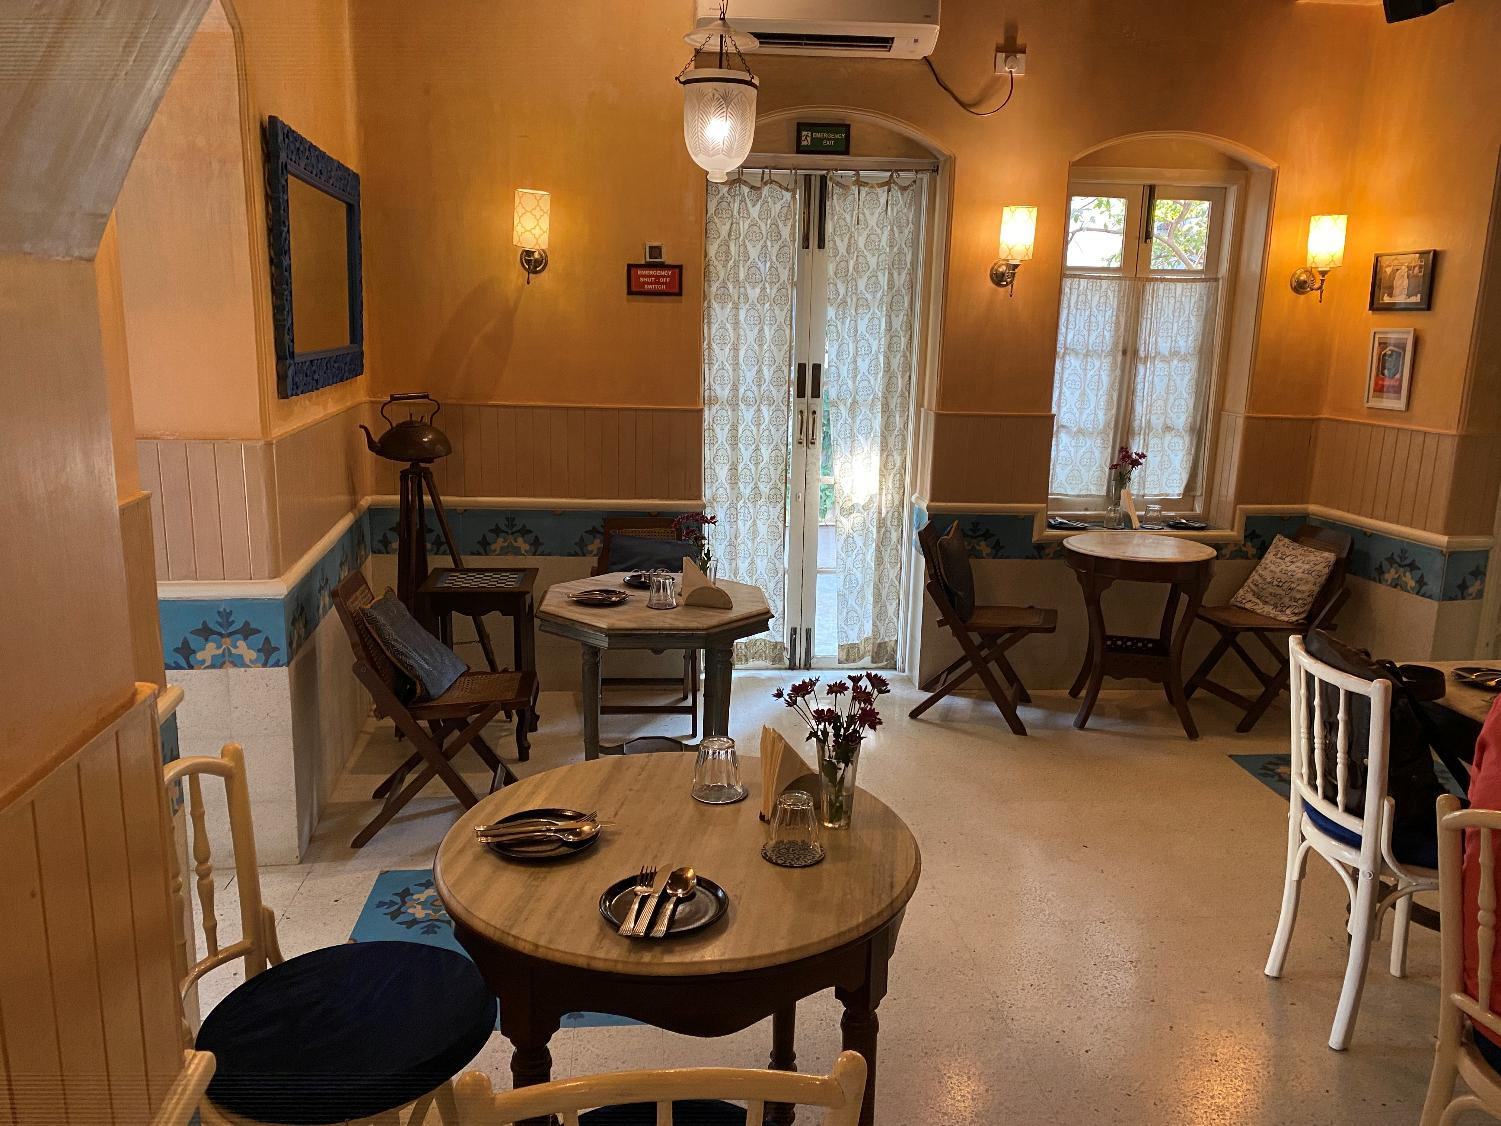 EMERGENCY
EXIT
EMERGENCY
SHUT - OFF
SWITCH